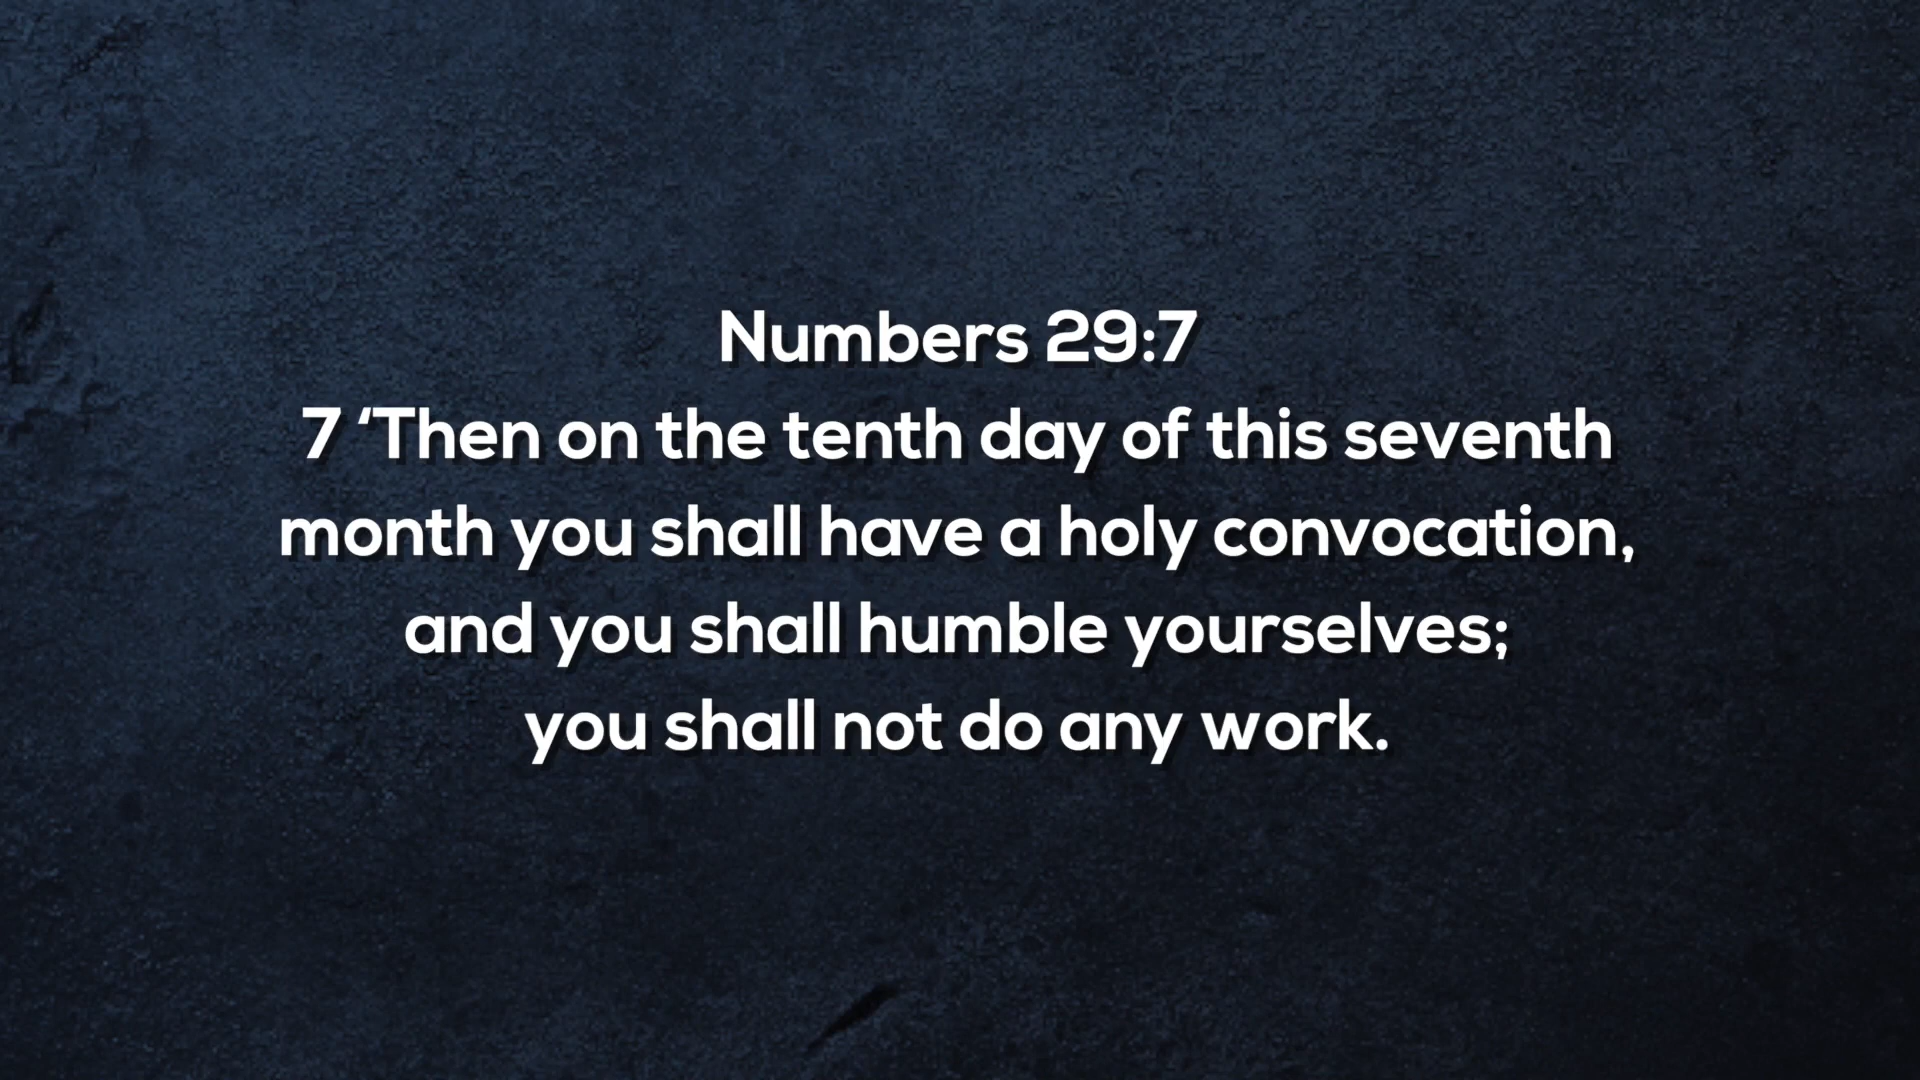 Numbers 29:7
7 ‘Then on the tenth day of this seventh
month you shall have a holy convocation,
and you shall humble yourselves;
you shall not do any work.